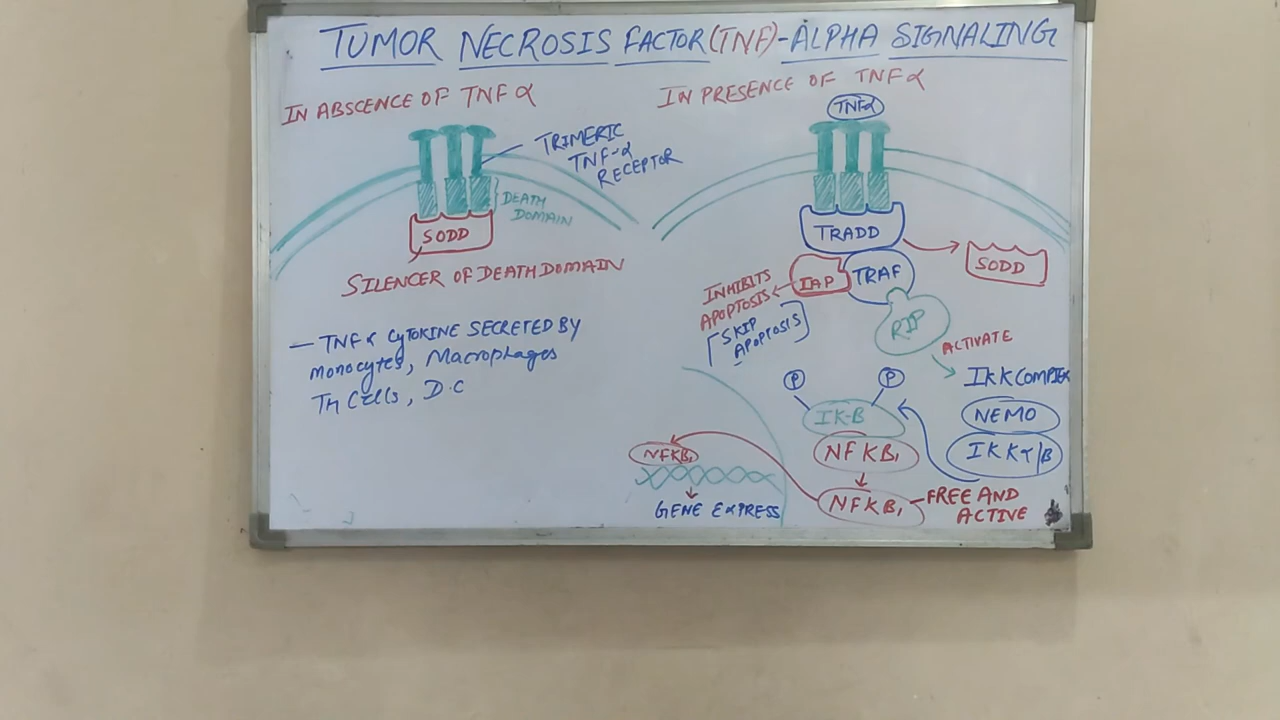 TUMOR NECROSIS FACTOR(TNF)-ALPHA SIGNALING
IN ABSCENCE OF TNF α
TRIMERIC
TNF-α
RECEPTOR
DEATH
DOMAIN
SODD
SILENCER OF DEATH DOMAIN
— TNF α CYTOKINE SECRETED BY
monocytes, Macrophages
TH Cells, D.C
IN PRESENCE OF TNF α
TNFα
TRADD
SODD
IAP
TRAF
INHIBITS
APOPTOSIS
[SKIP
APOPTOSIS]
RIP
ACTIVATE
IKK COMPLEX
P
P
IK-B
NEMO
NFKB1
IKKγ/B
NFKB1
NFKB1
FREE AND
ACTIVE
GENE EXPRESS